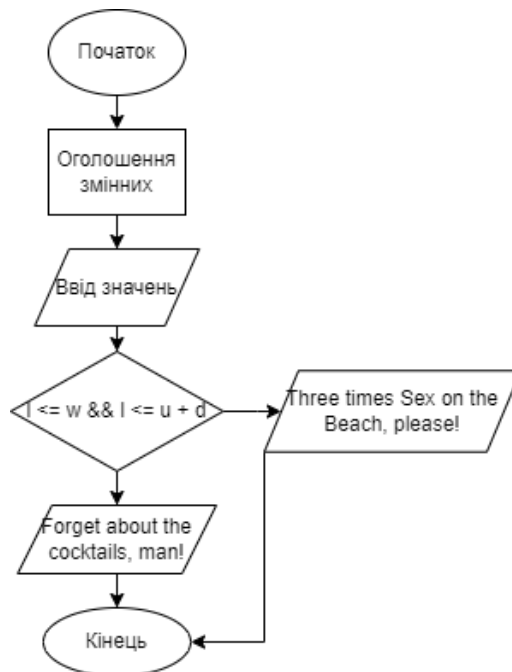 Початок
Оголошення
змінних
Ввід значень
l <= w && l <= u + d
Three times Sex on the
Beach, please!
Forget about the
cocktails, man!
Кінець